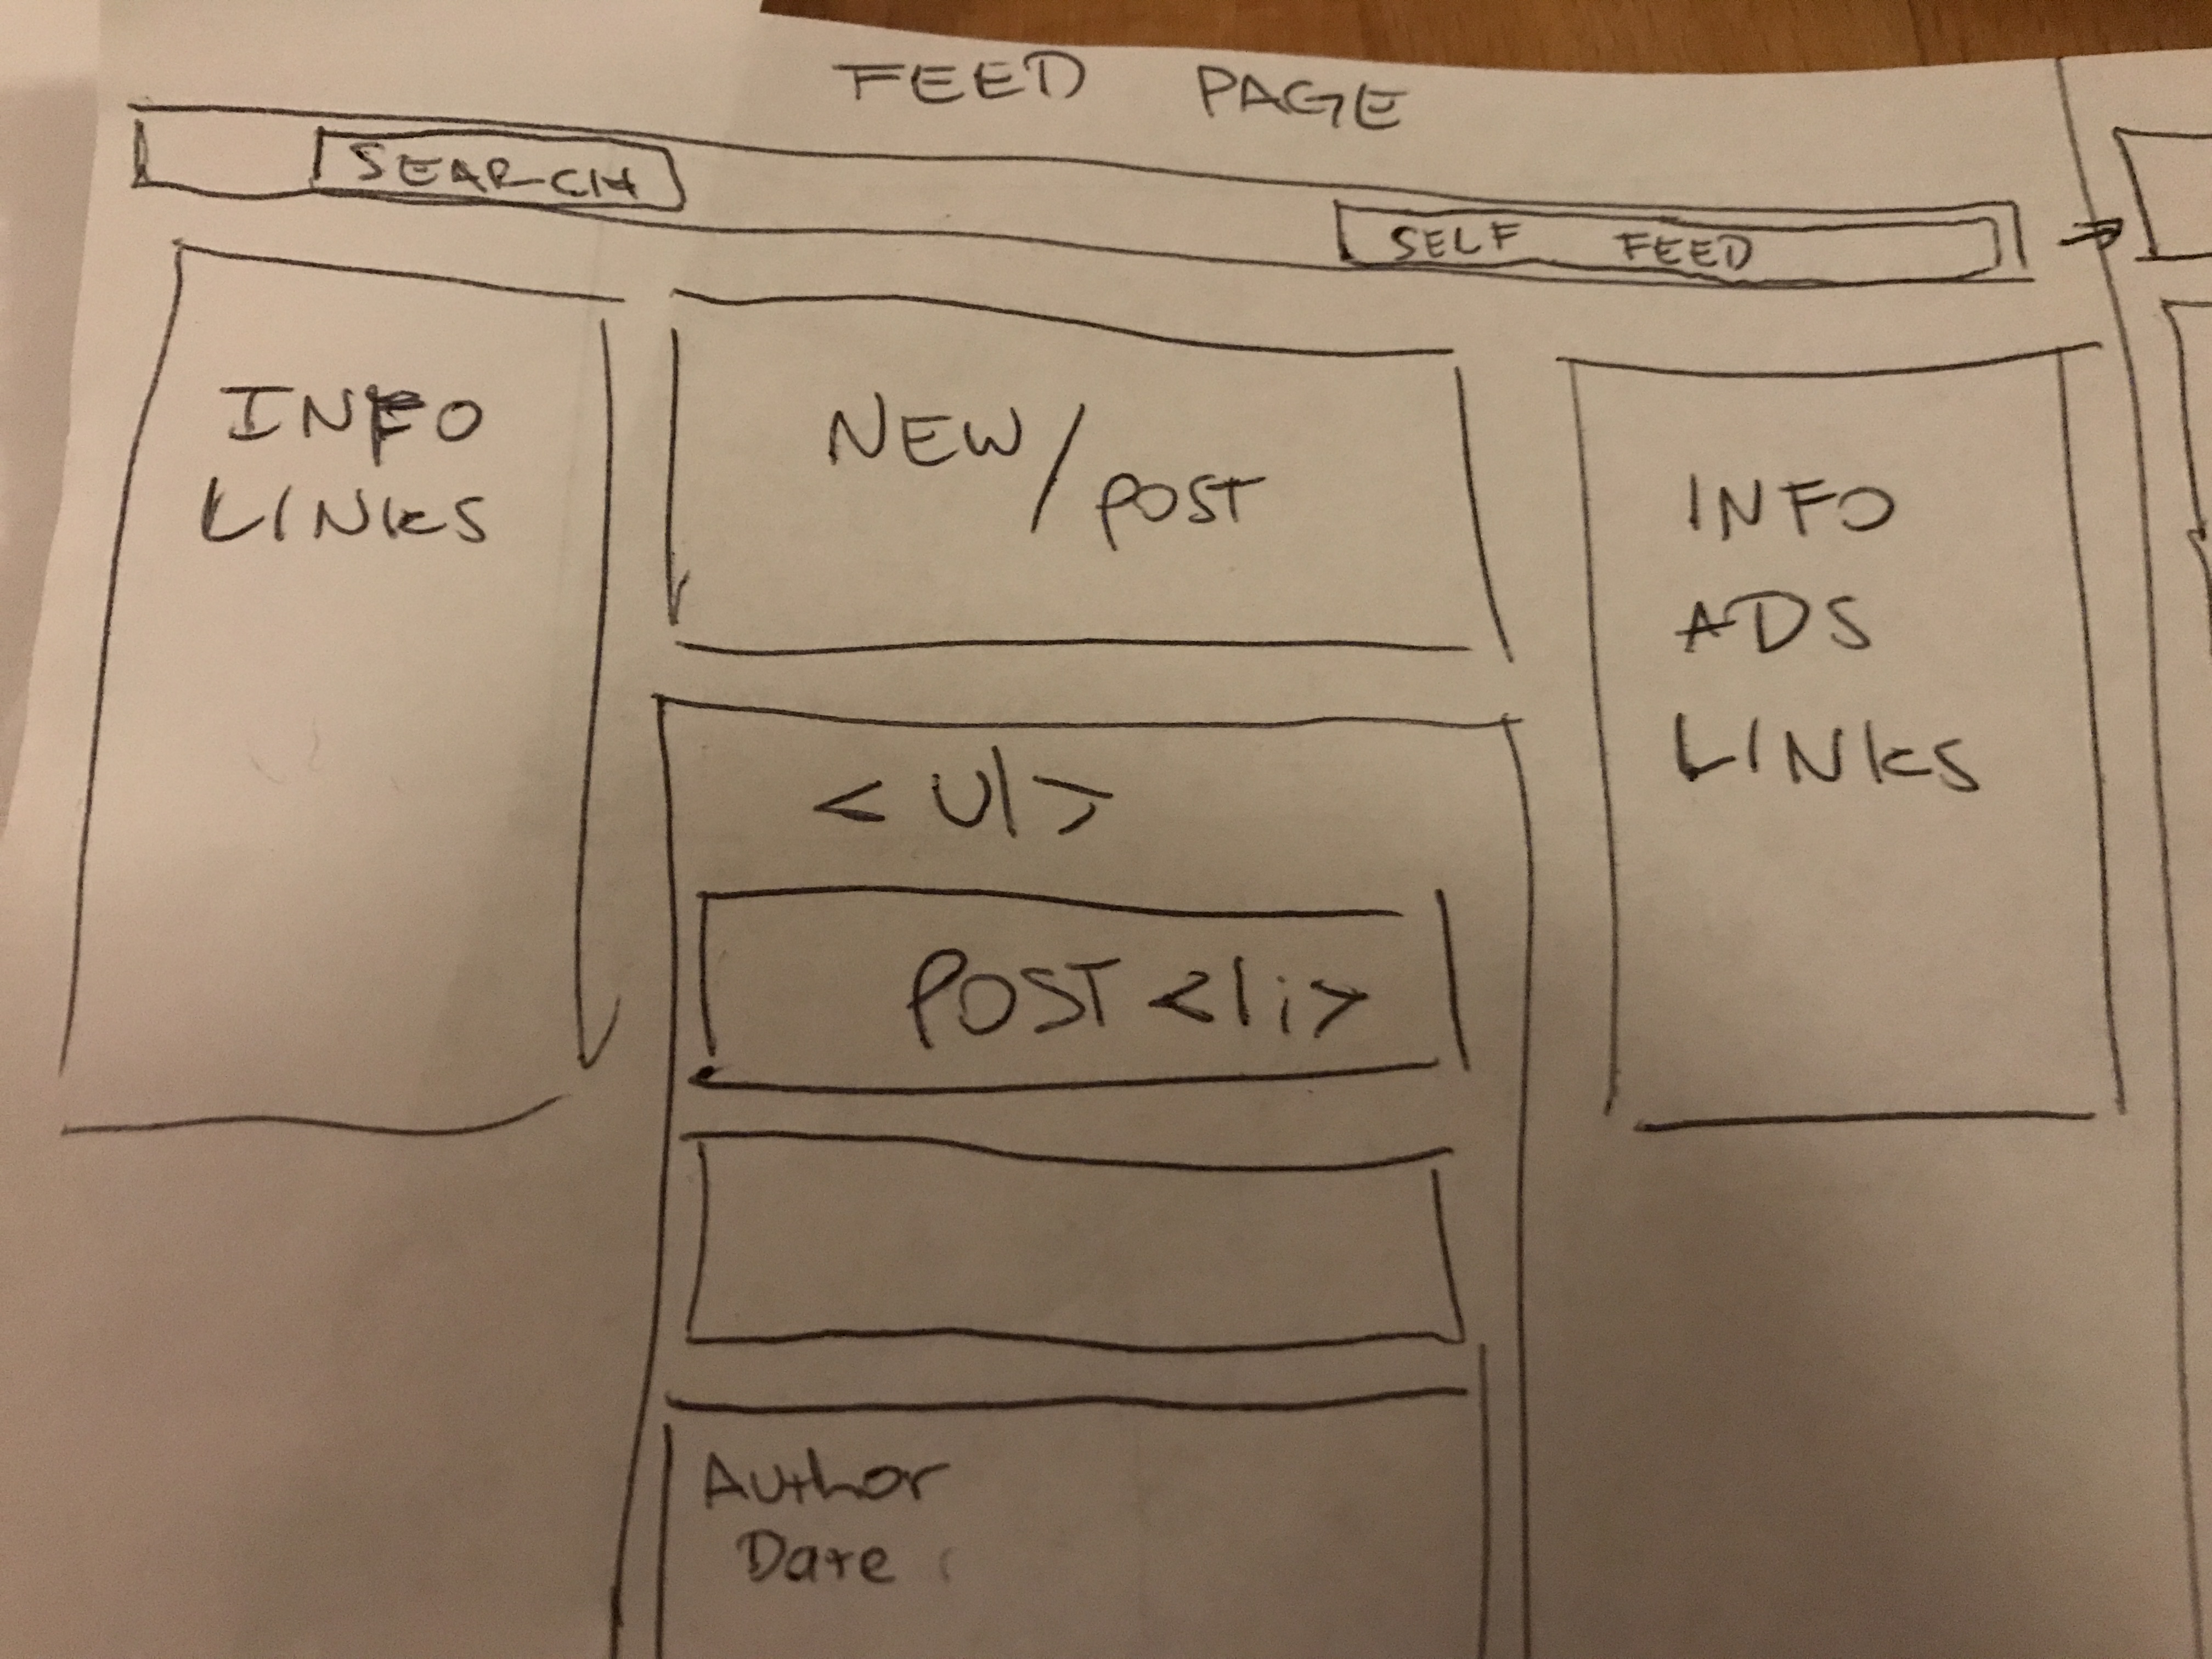 FEED PAGE
SEARCH
SELF FEED
INFO
LINKS
NEW/POST
<ul>
POST <li>
Author
Date
INFO
ADS
LINKS